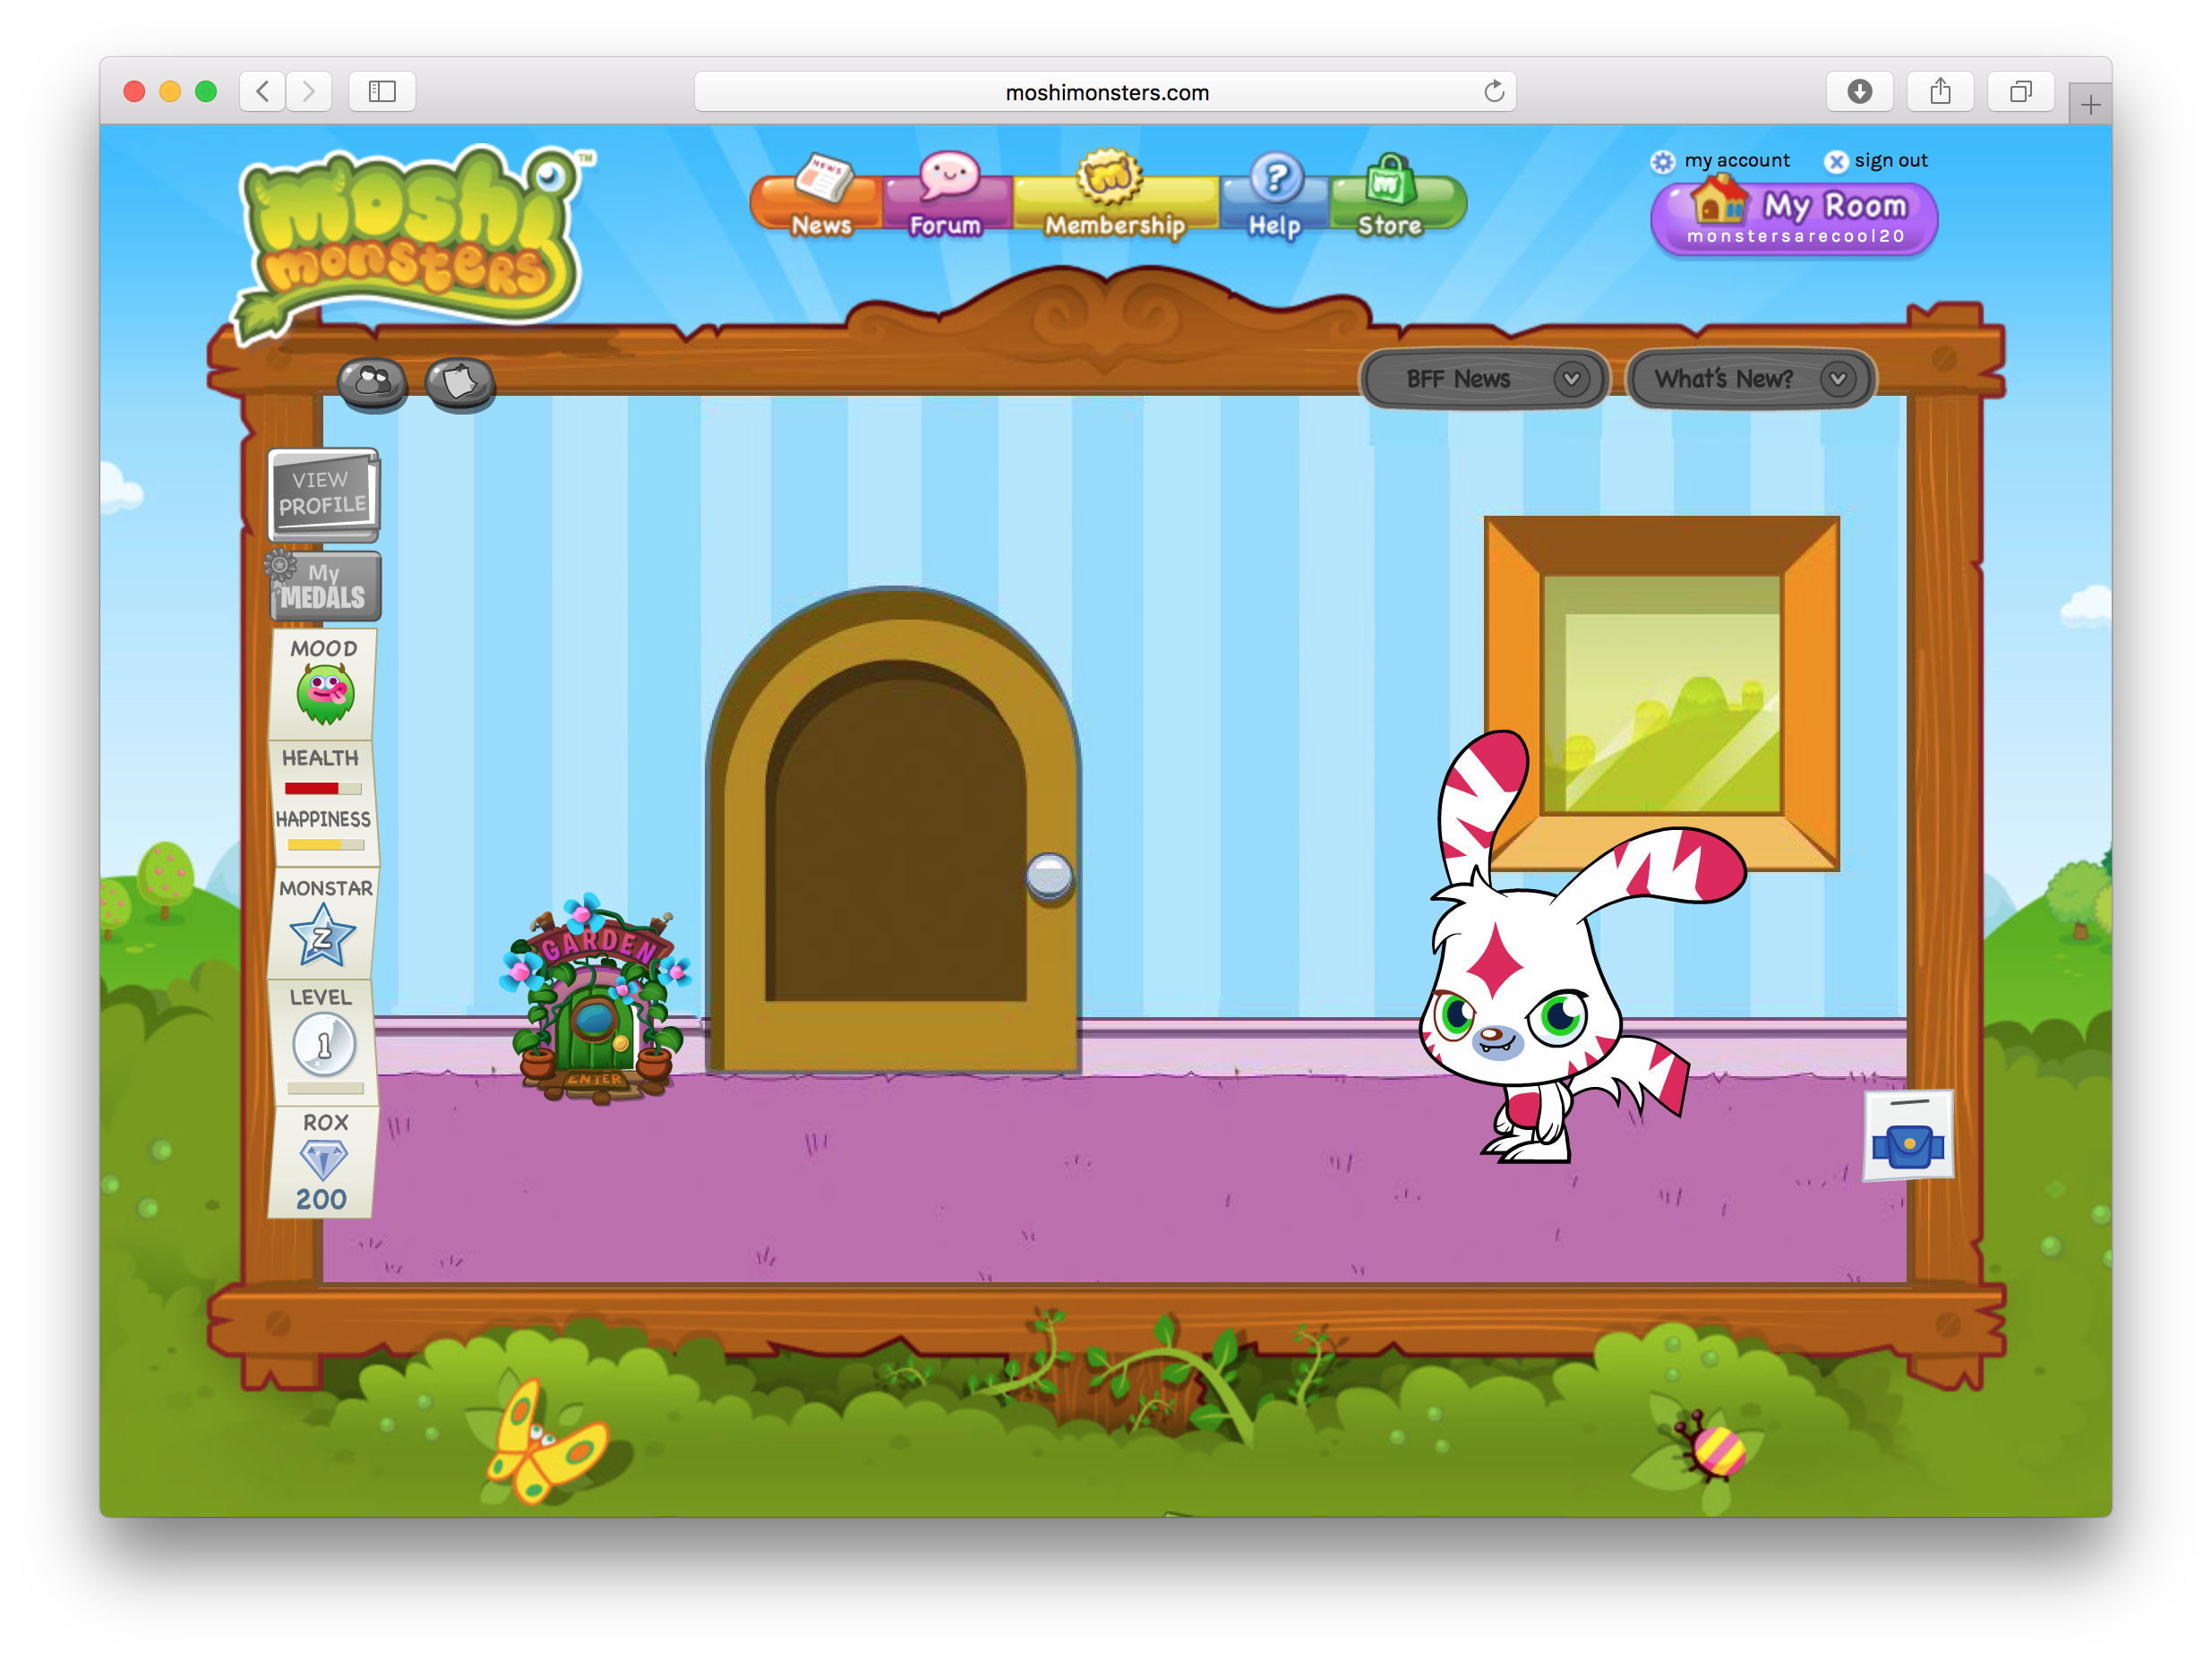 moshimonsters.com
moshi
monsters
TM
NEWS
News
Forum
Membership
Help
Store
my account
sign out
My Room
monstersarecool20
BFF News
What's New?
VIEW
PROFILE
My
MEDALS
MOOD
HEALTH
HAPPINESS
MONSTAR
Z
LEVEL
1
ROX
200
GARDEN
ENTER